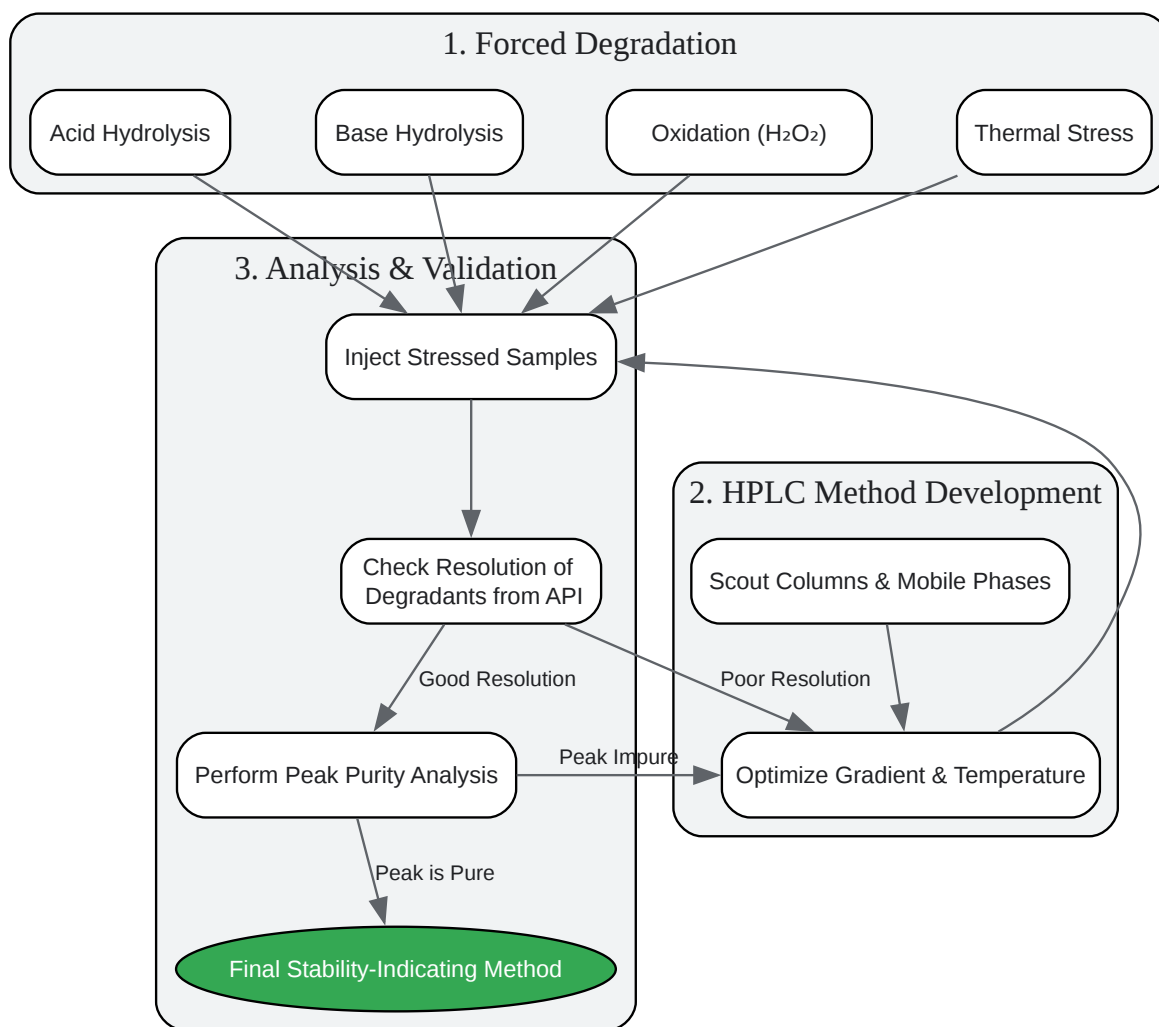 1. Forced Degradation
Acid Hydrolysis
Base Hydrolysis
Oxidation (H₂O₂)
Thermal Stress
3. Analysis & Validation
Inject Stressed Samples
2. HPLC Method Development
Check Resolution of
Degradants from API
Scout Columns & Mobile Phases
Good Resolution
Poor Resolution
Perform Peak Purity Analysis
Peak Impure
Optimize Gradient & Temperature
Peak is Pure
Final Stability-Indicating Method